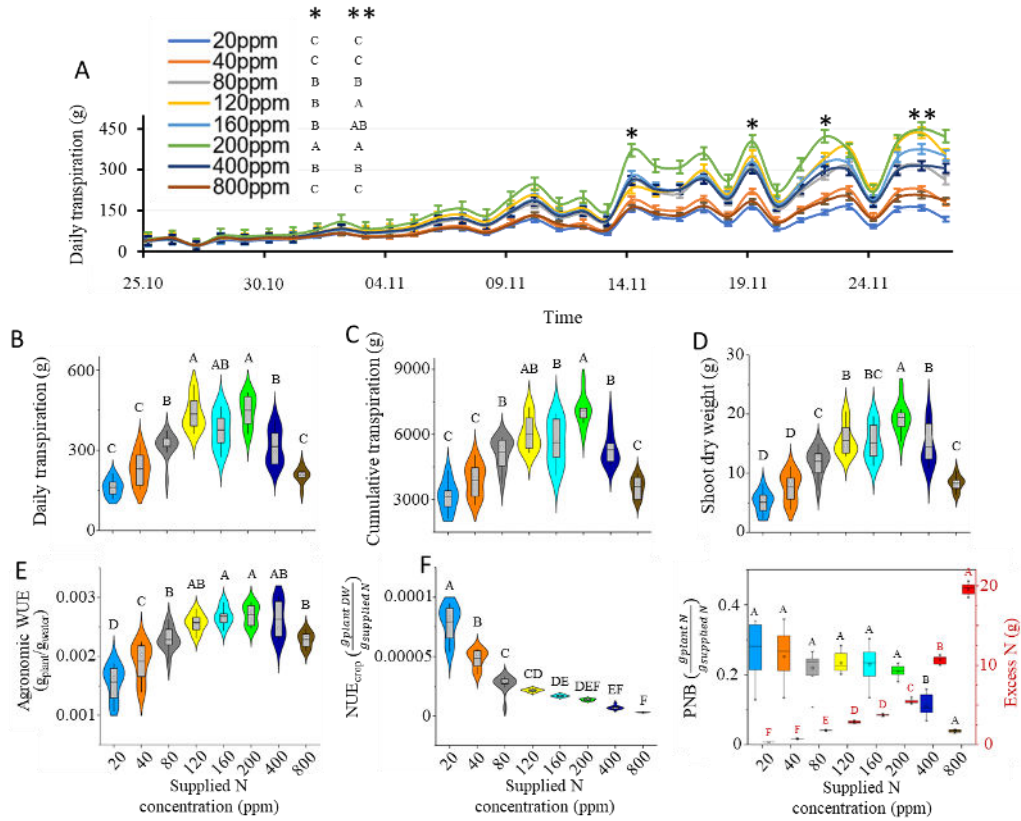 * **
20ppm C C
40ppm C C
80ppm B B
A
120ppm B A
160ppm B AB
200ppm A A
400ppm B B
800ppm C C
Daily transpiration (g)
450
300
150
0
* * * **
25.10 30.10 04.11 09.11 14.11 19.11 24.11
Time
B
Daily transpiration (g)
600
300
0
C C B A AB A B C
C
Cumulative transpiration (g)
9000
6000
3000
C C B AB B A B C
D
Shoot dry weight (g)
30
20
10
0
D D C B BC A B C
E
Agronomic WUE
(gplant/gwater)
0.003
0.002
0.001
D C B AB A A AB B
20 40 80 120 160 200 400 800
Supplied N
concentration (ppm)
F
NUEcrop (gplant DW/gsupplied N)
0.0001
0.00005
0
A B C CD DE DEF EF F
20 40 80 120 160 200 400 800
Supplied N
concentration (ppm)
PNB (gplant N/gsupplied N)
0.4
0.2
0
A A A A A A B A
F F E D D C B A
20
10
0
Excess N (g)
20 40 80 120 160 200 400 800
Supplied N
concentration (ppm)